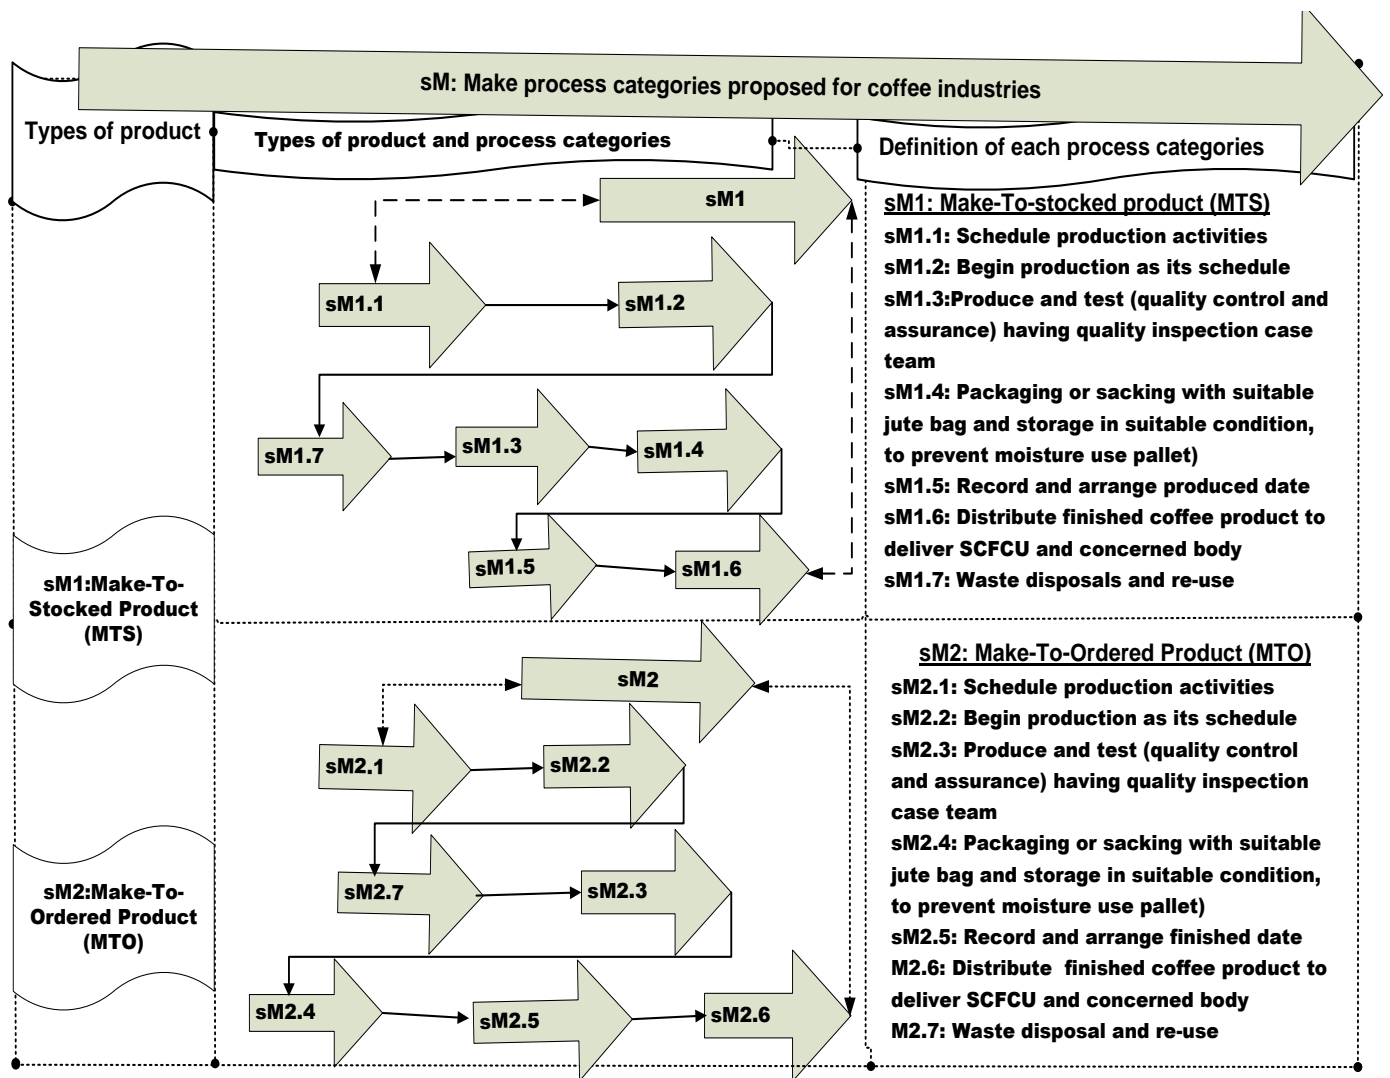 sM: Make process categories proposed for coffee industries
Types of product
Types of product and process categories
Definition of each process categories
sM1
sM1.1
sM1.2
sM1.7
sM1.3
sM1.4
sM1.5
sM1.6
sM1:Make-To-
Stocked Product
(MTS)
sM1: Make-To-stocked product (MTS)
sM1.1: Schedule production activities
sM1.2: Begin production as its schedule
sM1.3:Produce and test (quality control and
assurance) having quality inspection case
team
sM1.4: Packaging or sacking with suitable
jute bag and storage in suitable condition,
to prevent moisture use pallet)
sM1.5: Record and arrange produced date
sM1.6: Distribute finished coffee product to
deliver SCFCU and concerned body
sM1.7: Waste disposals and re-use
sM2
sM2.1
sM2.2
sM2.7
sM2.3
sM2.4
sM2.5
sM2.6
sM2:Make-To-
Ordered Product
(MTO)
sM2: Make-To-Ordered Product (MTO)
sM2.1: Schedule production activities
sM2.2: Begin production as its schedule
sM2.3: Produce and test (quality control
and assurance) having quality inspection
case team
sM2.4: Packaging or sacking with suitable
jute bag and storage in suitable condition,
to prevent moisture use pallet)
sM2.5: Record and arrange finished date
M2.6: Distribute  finished coffee product to
deliver SCFCU and concerned body
M2.7: Waste disposal and re-use